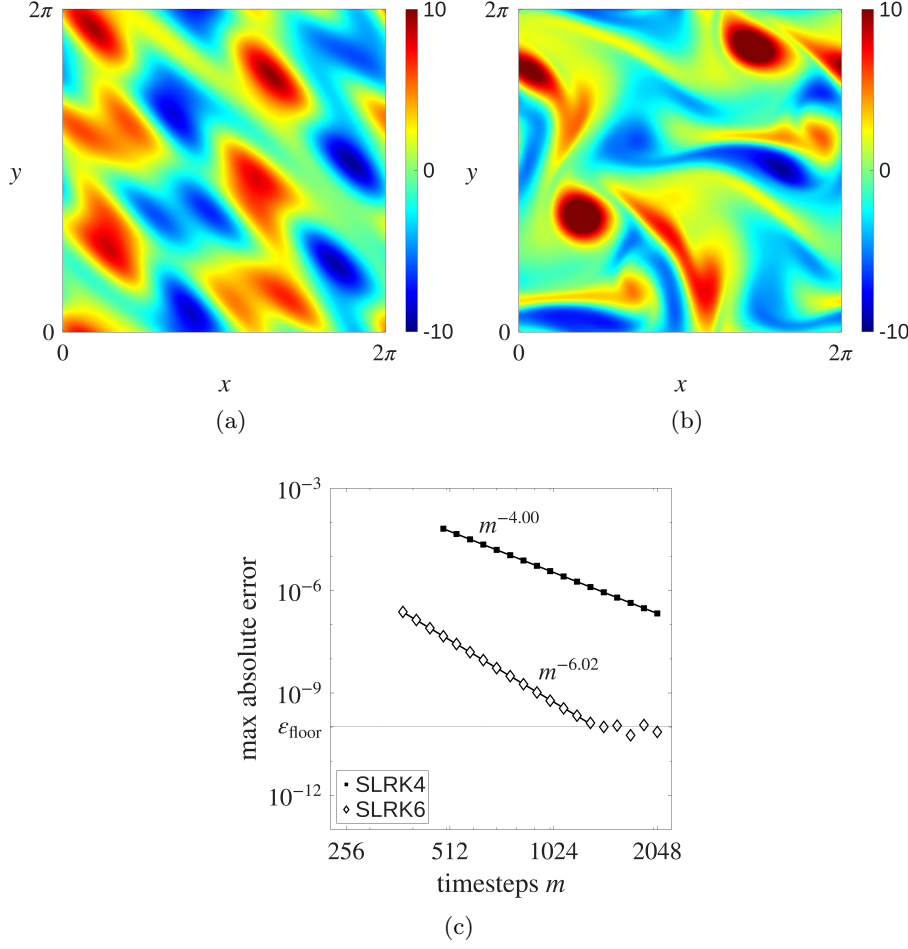 2π
y
0
0
2π
x
10
0
-10
(a)
2π
y
0
0
2π
x
10
0
-10
(b)
10⁻³
10⁻⁶
10⁻⁹
ε_floor
10⁻¹²
max absolute error
m⁻⁴·⁰⁰
m⁻⁶·⁰²
SLRK4
SLRK6
256
512
1024
2048
timesteps m
(c)